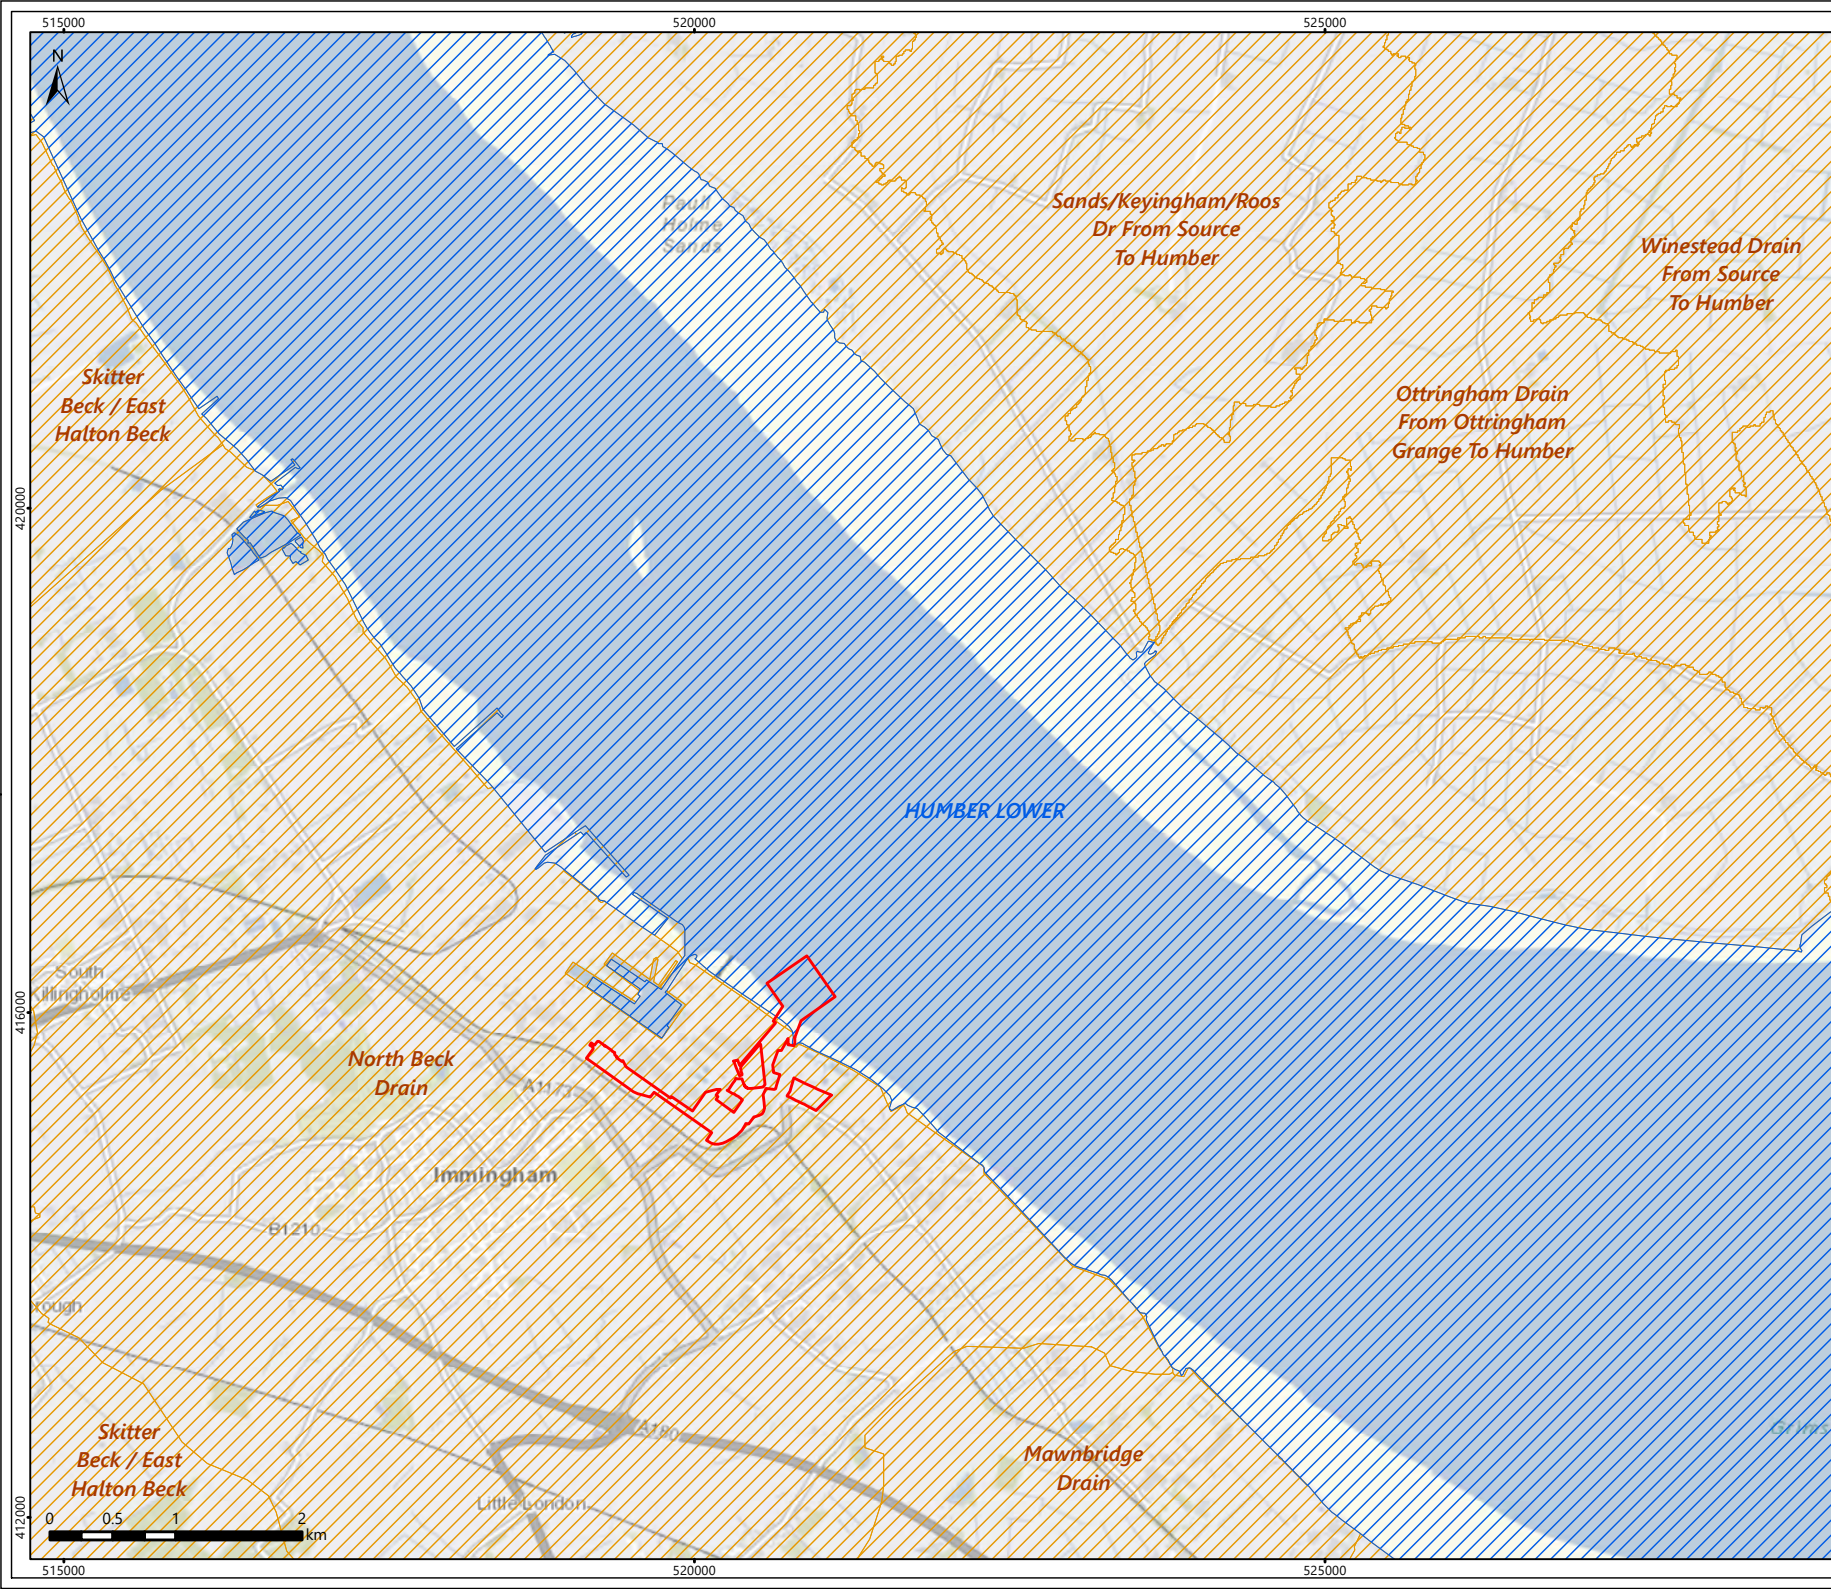 515000
520000
525000
N
Paull
Holme
Sands
Sands/Keyingham/Roos
Dr From Source
To Humber
Winestead Drain
From Source
To Humber
Skitter
Beck / East
Halton Beck
Ottringham Drain
From Ottringham
Grange To Humber
420000
HUMBER LOWER
South
Killingholme
416000
North Beck
Drain
A1173
Immingham
B1210
rough
A180
Grims
Skitter
Beck / East
Halton Beck
Mawnbridge
Drain
Little London
412000
0 0.5 1 2
km
515000
520000
525000